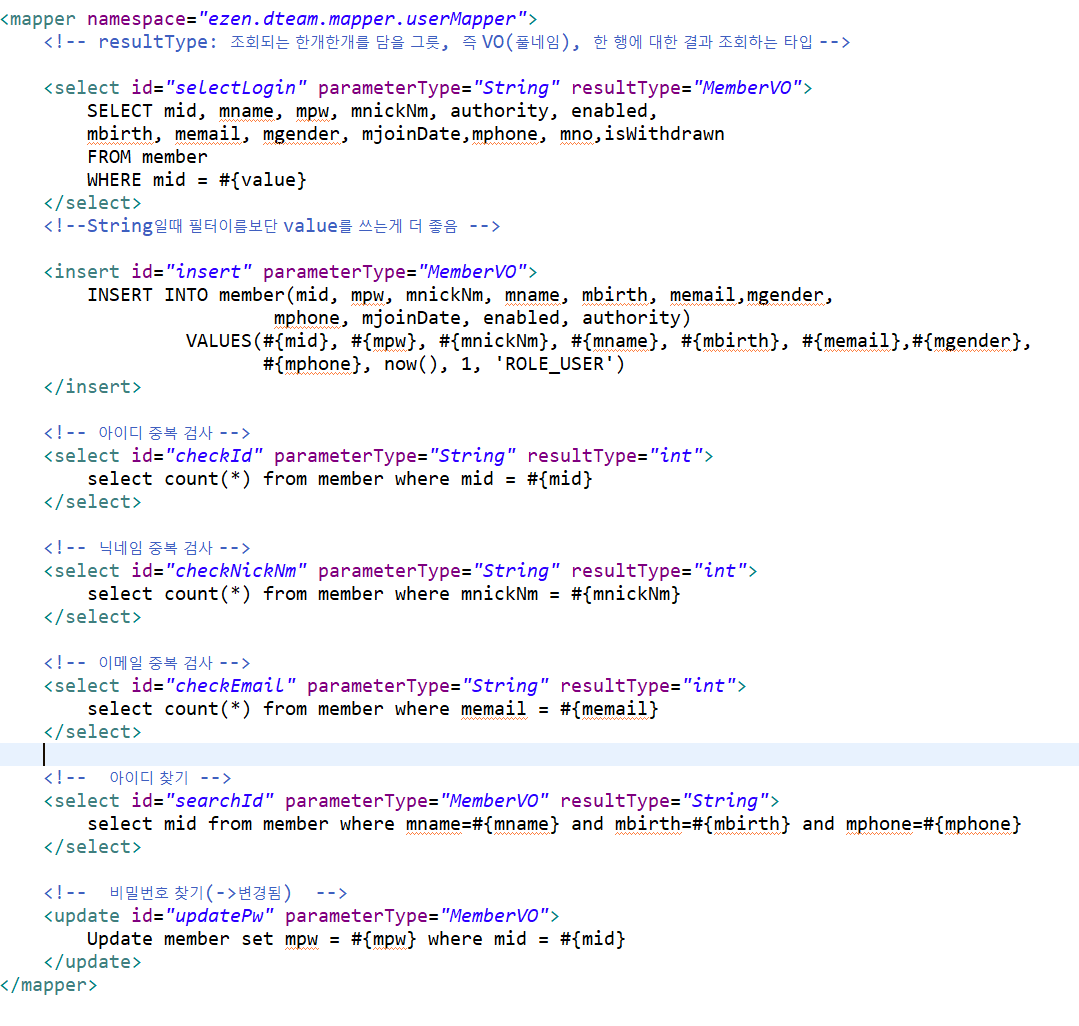 <mapper namespace="ezen.dteam.mapper.userMapper">
<!-- resultType: 조회되는 한개한개를 담을 그릇, 즉 VO(풀네임), 한 행에 대한 결과 조회하는 타입 -->
<select id="selectLogin" parameterType="String" resultType="MemberVO">
SELECT mid, mname, mpw, mnickNm, authority, enabled,
mbirth, memail, mgender, mjoinDate,mphone, mno,isWithdrawn
FROM member
WHERE mid = #{value}
</select>
<!--String일때 필터이름보단 value를 쓰는게 더 좋음 -->
<insert id="insert" parameterType="MemberVO">
INSERT INTO member(mid, mpw, mnickNm, mname, mbirth, memail,mgender,
mphone, mjoinDate, enabled, authority)
VALUES(#{mid}, #{mpw}, #{mnickNm}, #{mname}, #{mbirth}, #{memail},#{mgender},
#{mphone}, now(), 1, 'ROLE_USER')
</insert>
<!-- 아이디 중복 검사 -->
<select id="checkId" parameterType="String" resultType="int">
select count(*) from member where mid = #{mid}
</select>
<!-- 닉네임 중복 검사 -->
<select id="checkNickNm" parameterType="String" resultType="int">
select count(*) from member where mnickNm = #{mnickNm}
</select>
<!-- 이메일 중복 검사 -->
<select id="checkEmail" parameterType="String" resultType="int">
select count(*) from member where memail = #{memail}
</select>
<!-- 아이디 찾기 -->
<select id="searchId" parameterType="MemberVO" resultType="String">
select mid from member where mname=#{mname} and mbirth=#{mbirth} and mphone=#{mphone}
</select>
<!-- 비밀번호 찾기(->변경됨) -->
<update id="updatePw" parameterType="MemberVO">
Update member set mpw = #{mpw} where mid = #{mid}
</update>
</mapper>